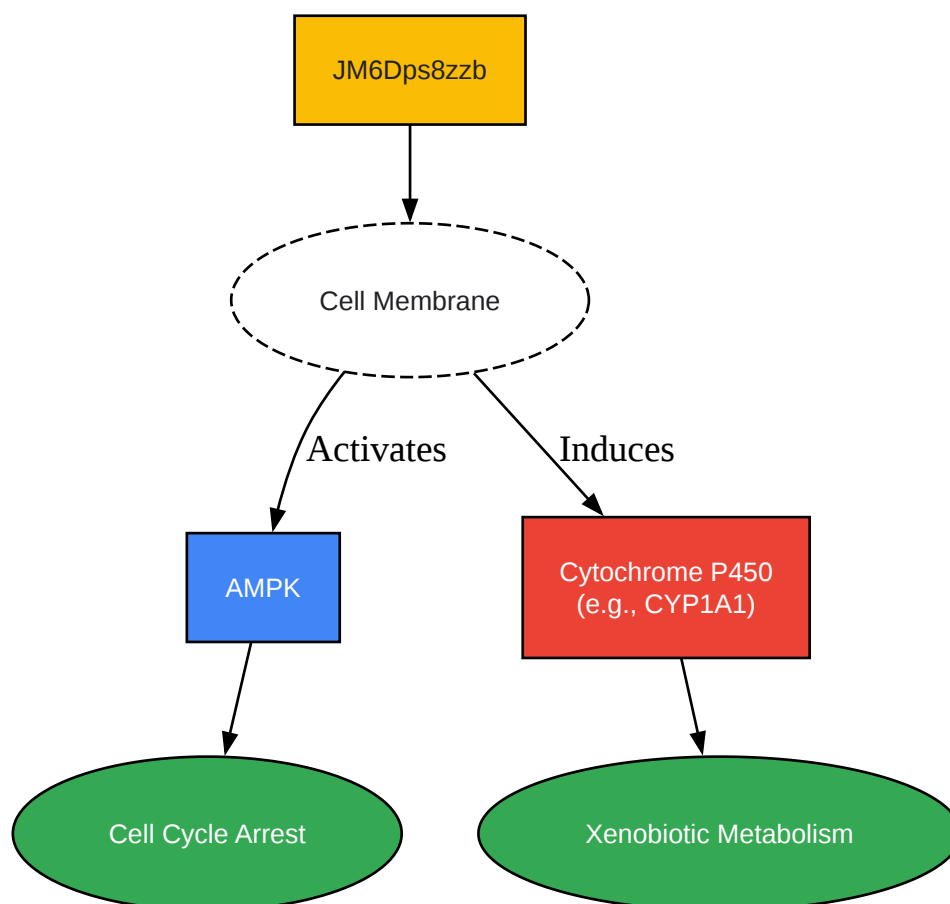 JM6Dps8zzb
Cell Membrane
Activates
Induces
AMPK
Cytochrome P450
(e.g., CYP1A1)
Cell Cycle Arrest
Xenobiotic Metabolism